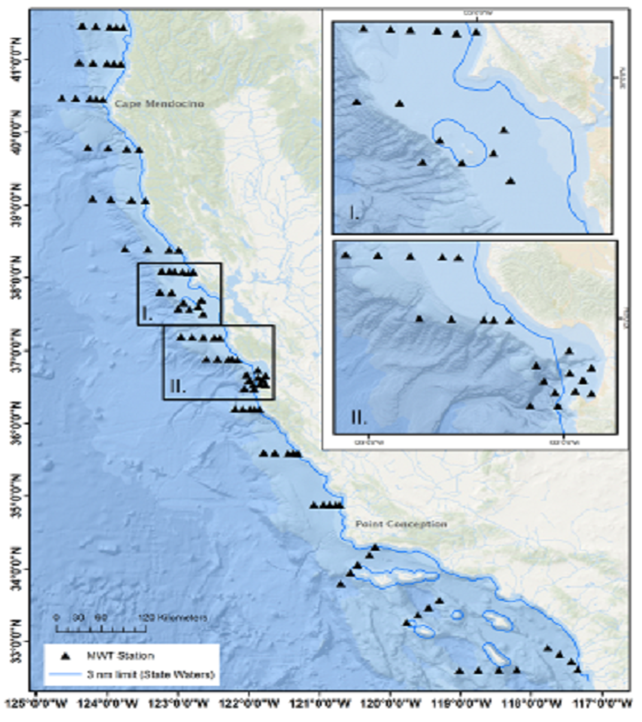 Cape Mendocino
I.
II.
I.
II.
Point Conception
0 30 60 120 Kilometers
MWT Station
3 nm limit (State Waters)
41°0'0"N
40°0'0"N
39°0'0"N
38°0'0"N
37°0'0"N
36°0'0"N
35°0'0"N
34°0'0"N
33°0'0"N
125°0'0"W 124°0'0"W 123°0'0"W 122°0'0"W 121°0'0"W 120°0'0"W 119°0'0"W 118°0'0"W 117°0'0"W